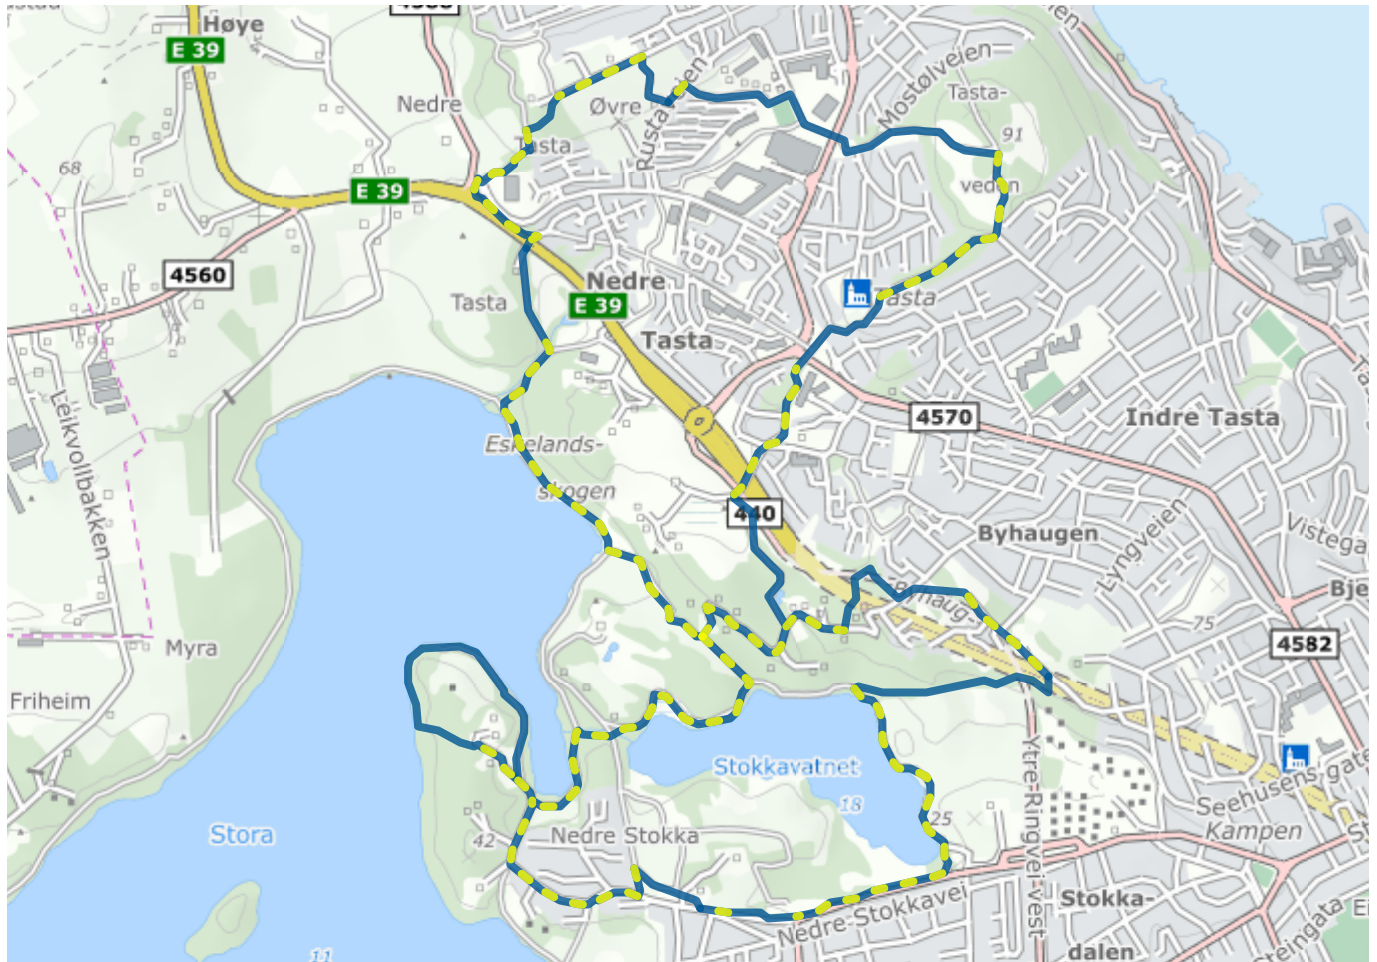 Høye
E 39
Nedre
Øvre
Tasta
Rusta
Mostølveien
Tasta-
91
veden
68
E 39
4560
Nedre
E 39
Tasta
Tasta
Tasta
4570
Indre Tasta
Leikvollbakken
Eskelands-
skogen
440
Byhaugen
Lyngveien
Bje
Byhaug-
75
4582
Myra
Friheim
Stokkavatnet
18
25
Ytre Ringvei vest
Seehusens gate
Kampen
Stora
42
Nedre Stokka
Nedre Stokkavei
Stokka-
dalen
11